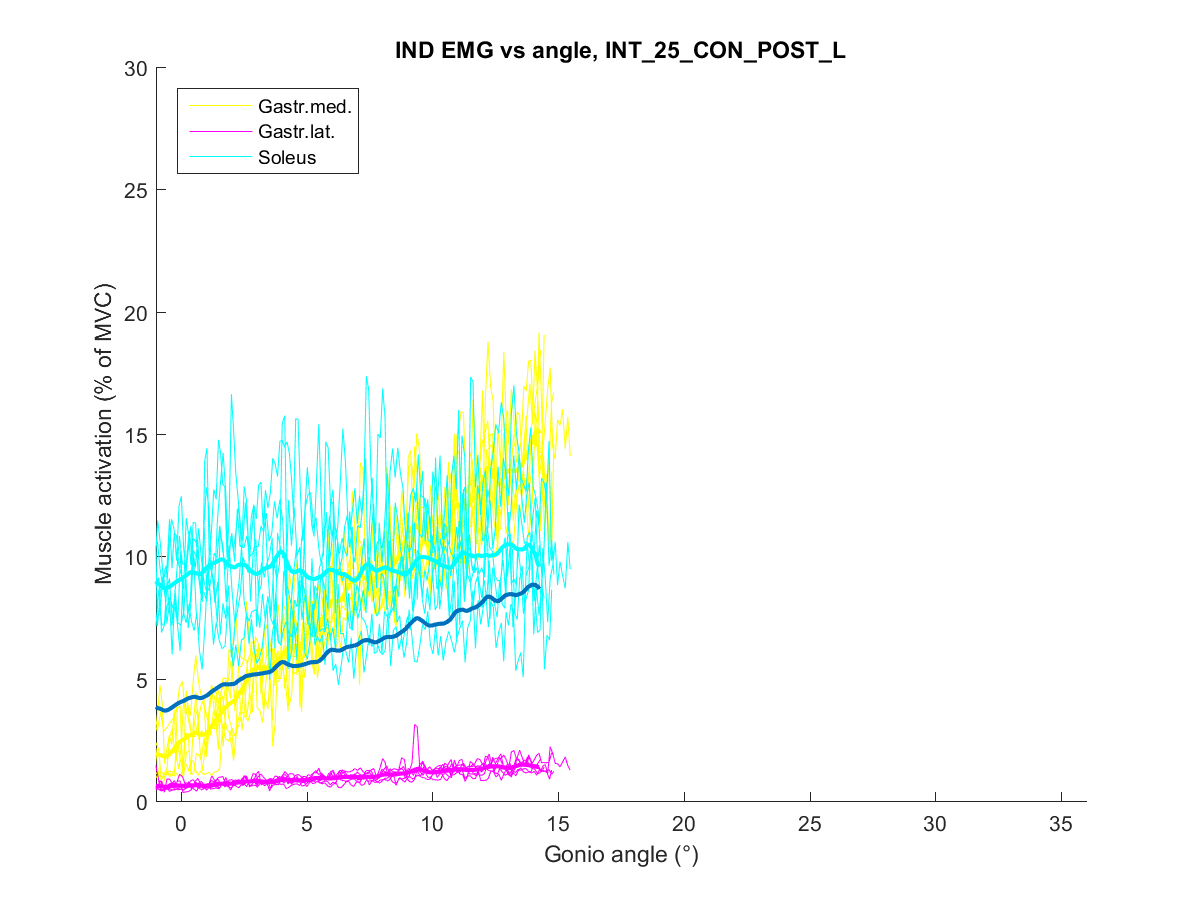 IND EMG vs angle, INT_25_CON_POST_L
30
25
20
15
10
5
0
Muscle activation (% of MVC)
Gastr.med.
Gastr.lat.
Soleus
0 5 10 15 20 25 30 35
Gonio angle (°)